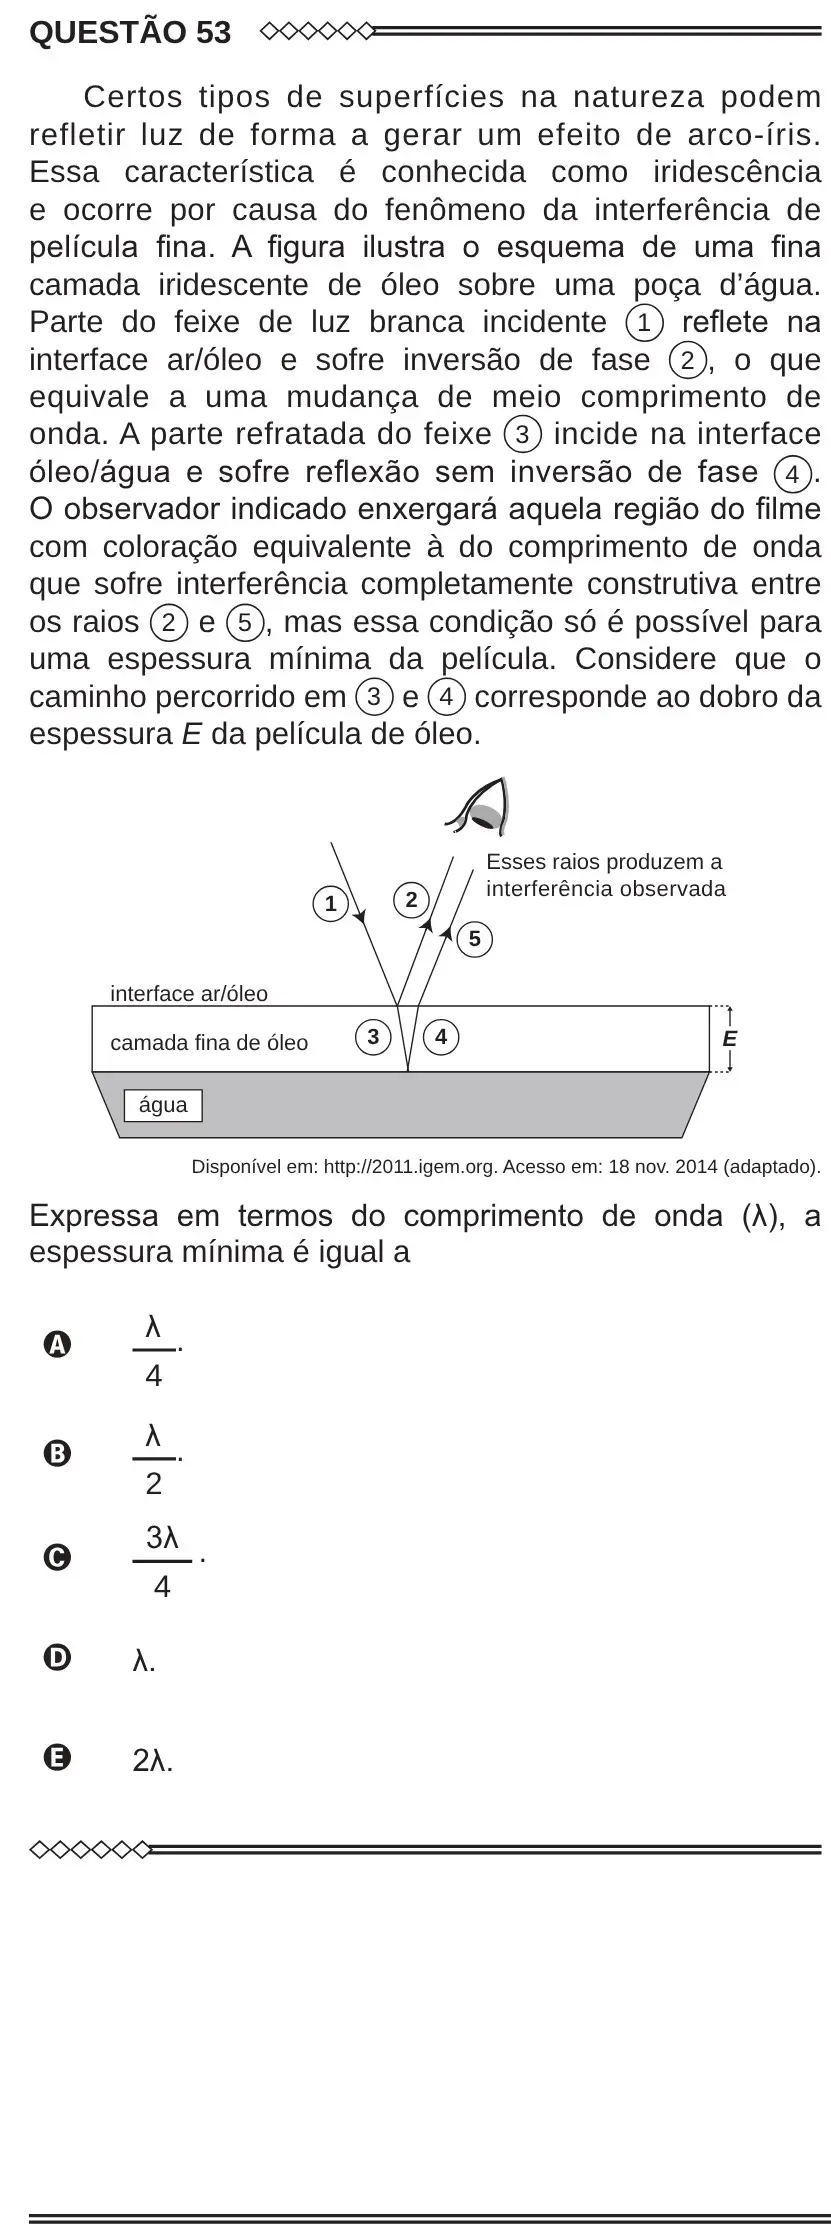 QUESTÃO 53
Certos tipos de superfícies na natureza podem
refletir luz de forma a gerar um efeito de arco-íris.
Essa característica é conhecida como iridescência
e ocorre por causa do fenômeno da interferência de
película fina. A figura ilustra o esquema de uma fina
camada iridescente de óleo sobre uma poça d’água.
Parte do feixe de luz branca incidente 1 reflete na
interface ar/óleo e sofre inversão de fase 2, o que
equivale a uma mudança de meio comprimento de
onda. A parte refratada do feixe 3 incide na interface
óleo/água e sofre reflexão sem inversão de fase 4.
O observador indicado enxergará aquela região do filme
com coloração equivalente à do comprimento de onda
que sofre interferência completamente construtiva entre
os raios 2 e 5, mas essa condição só é possível para
uma espessura mínima da película. Considere que o
caminho percorrido em 3 e 4 corresponde ao dobro da
espessura E da película de óleo.
Esses raios produzem a
interferência observada
1
2
5
interface ar/óleo
camada fina de óleo
3
4
E
água
Disponível em: http://2011.igem.org. Acesso em: 18 nov. 2014 (adaptado).
Expressa em termos do comprimento de onda (λ), a
espessura mínima é igual a
A λ/4.
B λ/2.
C 3λ/4.
D λ.
E 2λ.